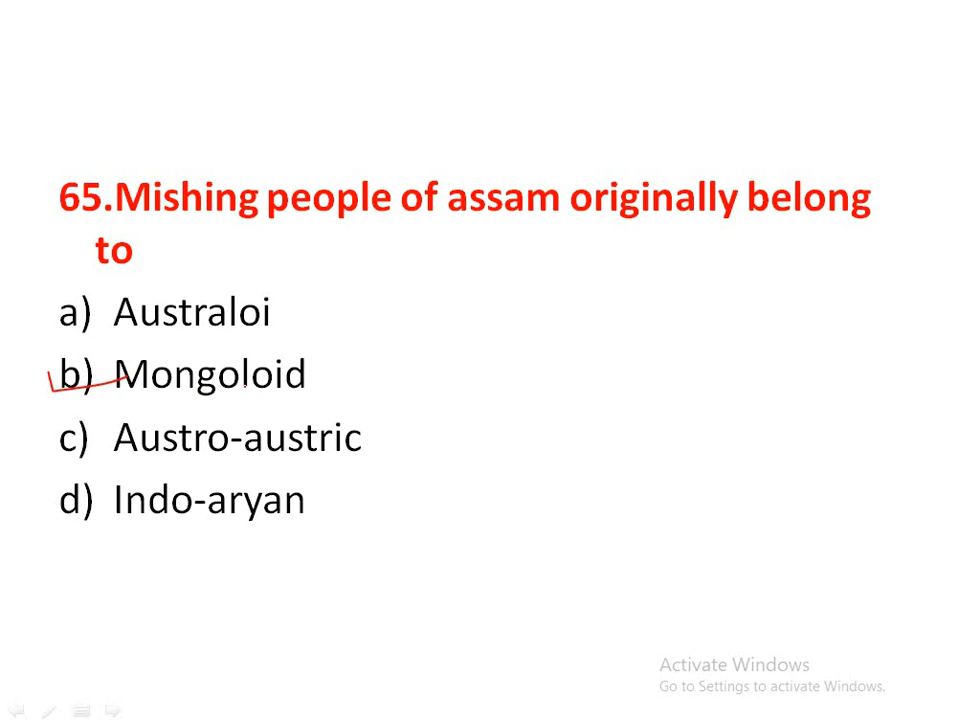 65.Mishing people of assam originally belong
to
a) Australoi
b) Mongoloid
c) Austro-austric
d) Indo-aryan
Activate Windows
Go to Settings to activate Windows.